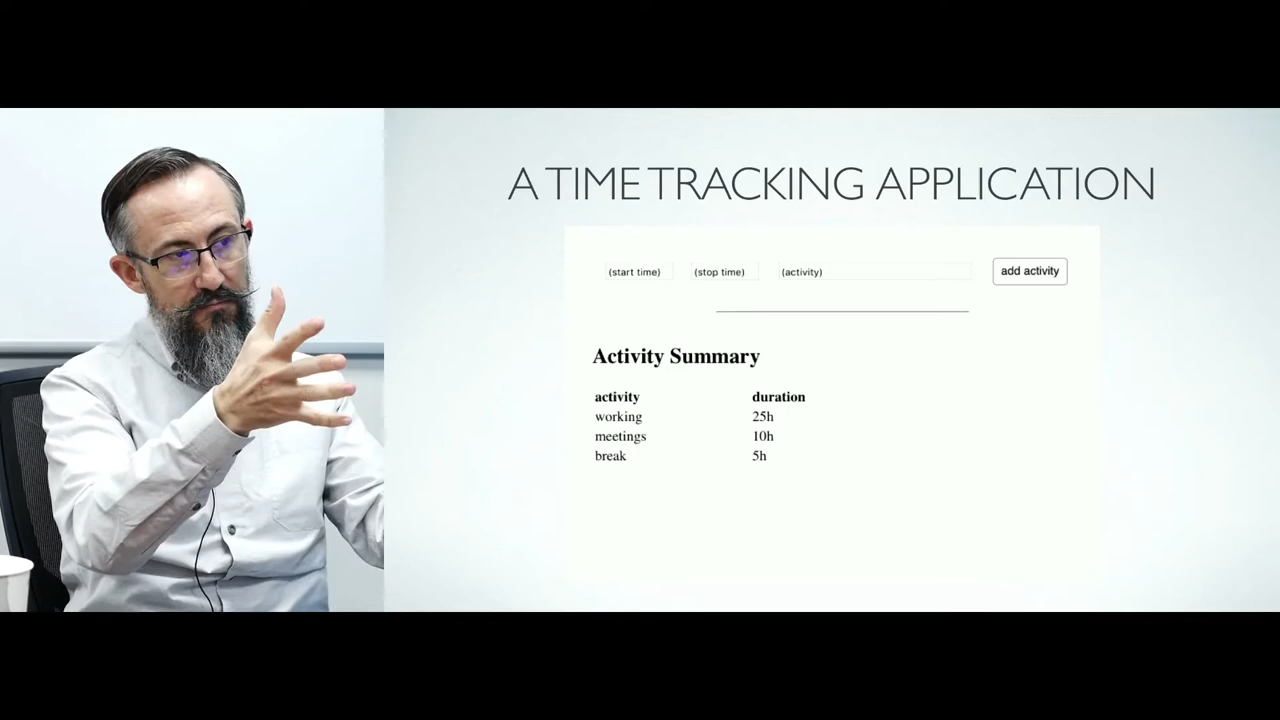 A TIME TRACKING APPLICATION
(start time) (stop time) (activity) add activity
Activity Summary
activity duration
working 25h
meetings 10h
break 5h